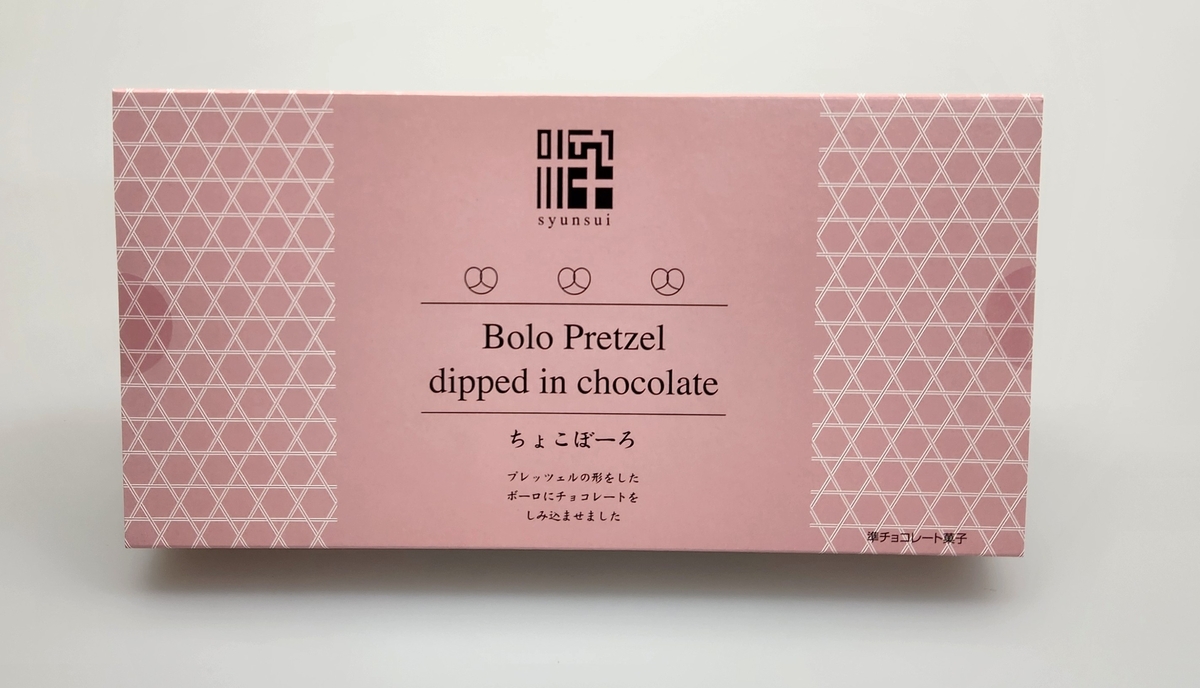 syunsui
Bolo Pretzel
dipped in chocolate
ちょこぼーろ
プレッツェルの形をした
ボーロにチョコレートを
しみ込ませました
準チョコレート菓子